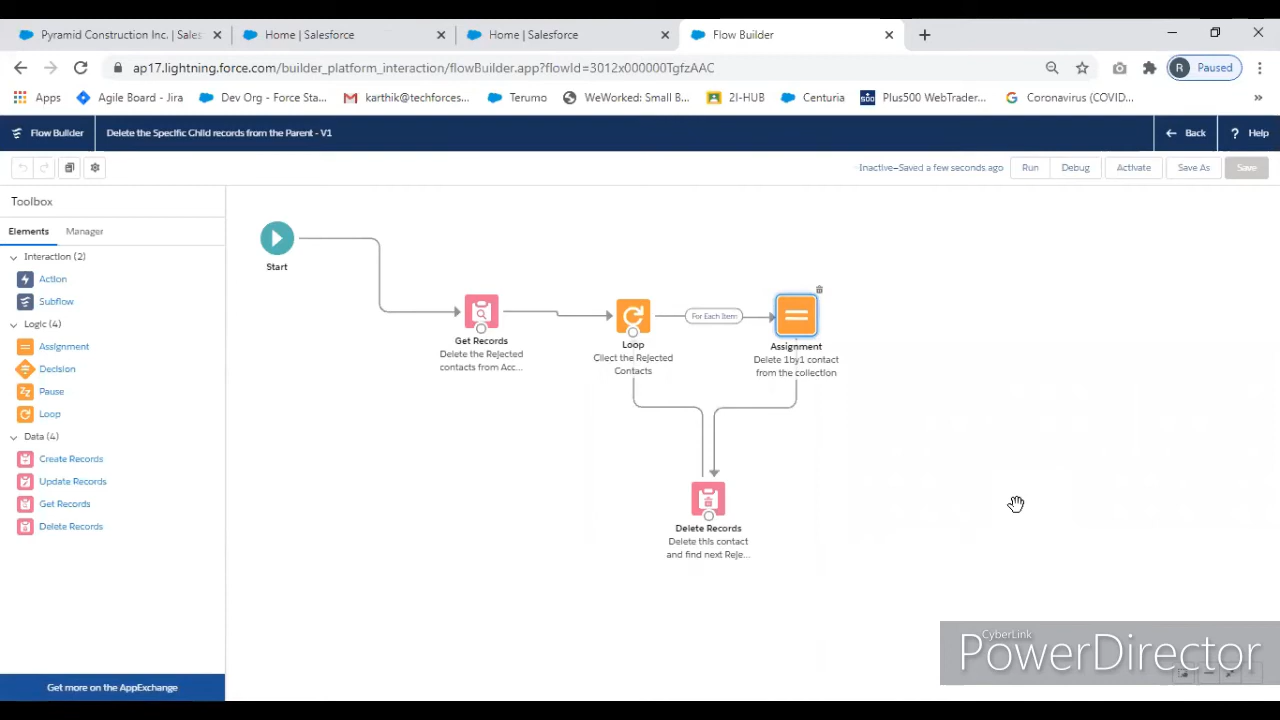 Pyramid Construction Inc. | Sales
Home | Salesforce
Home | Salesforce
Flow Builder
ap17.lightning.force.com/builder_platform_interaction/flowBuilder.app?flowId=3012x000000TgfzAAC
R Paused
Apps
Agile Board - Jira
Dev Org - Force Sta...
karthik@techforces...
Terumo
WeWorked: Small B...
2I-HUB
Centuria
500 Plus500 WebTrader...
Coronavirus (COVID...
»
Flow Builder
Delete the Specific Child records from the Parent - V1
Back
? Help
Inactive—Saved a few seconds ago
Run
Debug
Activate
Save As
Save
Toolbox
Elements
Manager
Interaction (2)
Action
Subflow
Logic (4)
Assignment
Decision
Pause
Loop
Data (4)
Create Records
Update Records
Get Records
Delete Records
Get more on the AppExchange
Start
Get Records
Delete the Rejected
contacts from Acc...
Loop
Cllect the Rejected
Contacts
For Each Item
Assignment
Delete 1by1 contact
from the collection
Delete Records
Delete this contact
and find next Reje...
CyberLink
PowerDirector